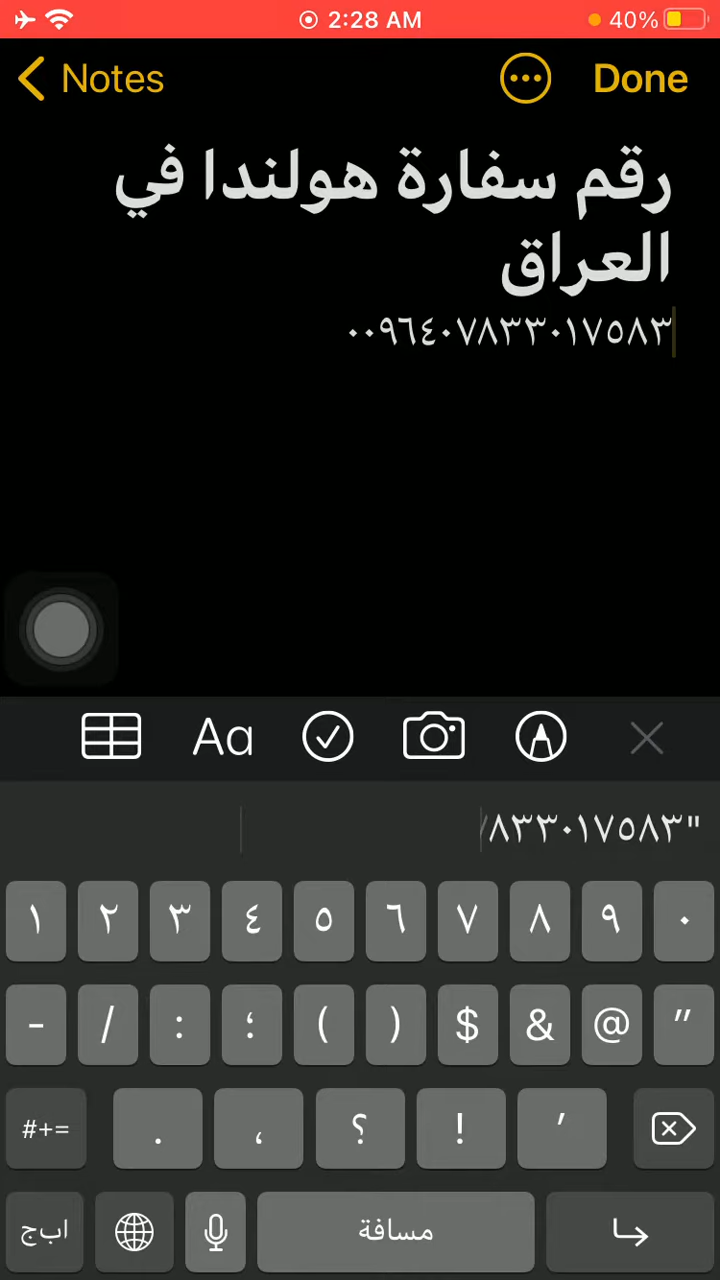 2:28 AM
40%
Notes
Done
رقم سفارة هولندا في
العراق
٠٠٩٦٤٠٧٨٣٣٠١٧٥٨٣
Aa
٨٣٣٠١٧٥٨٣"
١ ٢ ٣ ٤ ٥ ٦ ٧ ٨ ٩ ٠
- / : ؛ ( ) $ & @ "
#+= . ، ؟ ! '
اب‌ج مسافة